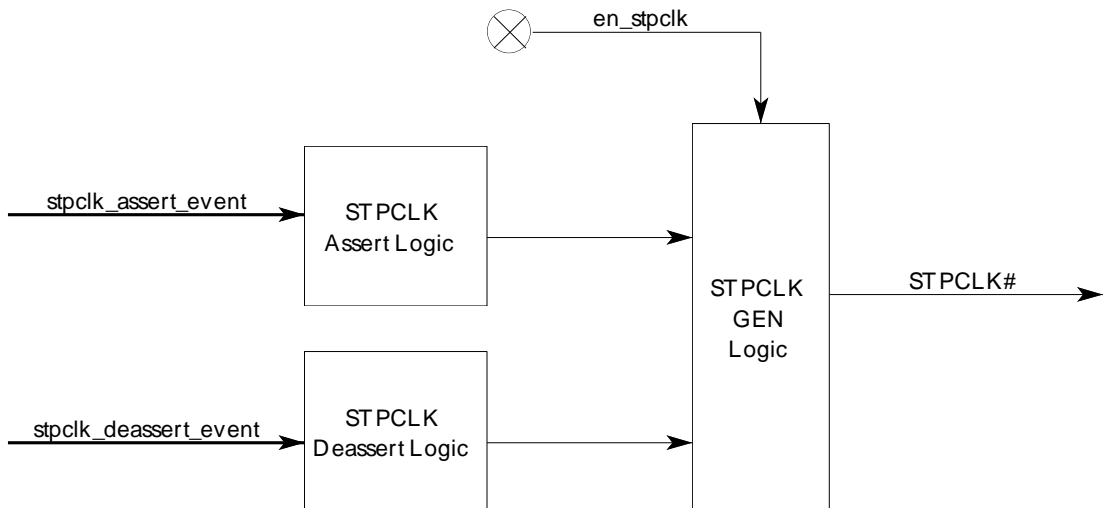 en_stpclk
stpclk_assert_event
STPCLK
Assert Logic
STPCLK
GEN
Logic
STPCLK#
stpclk_deassert_event
STPCLK
Deassert Logic